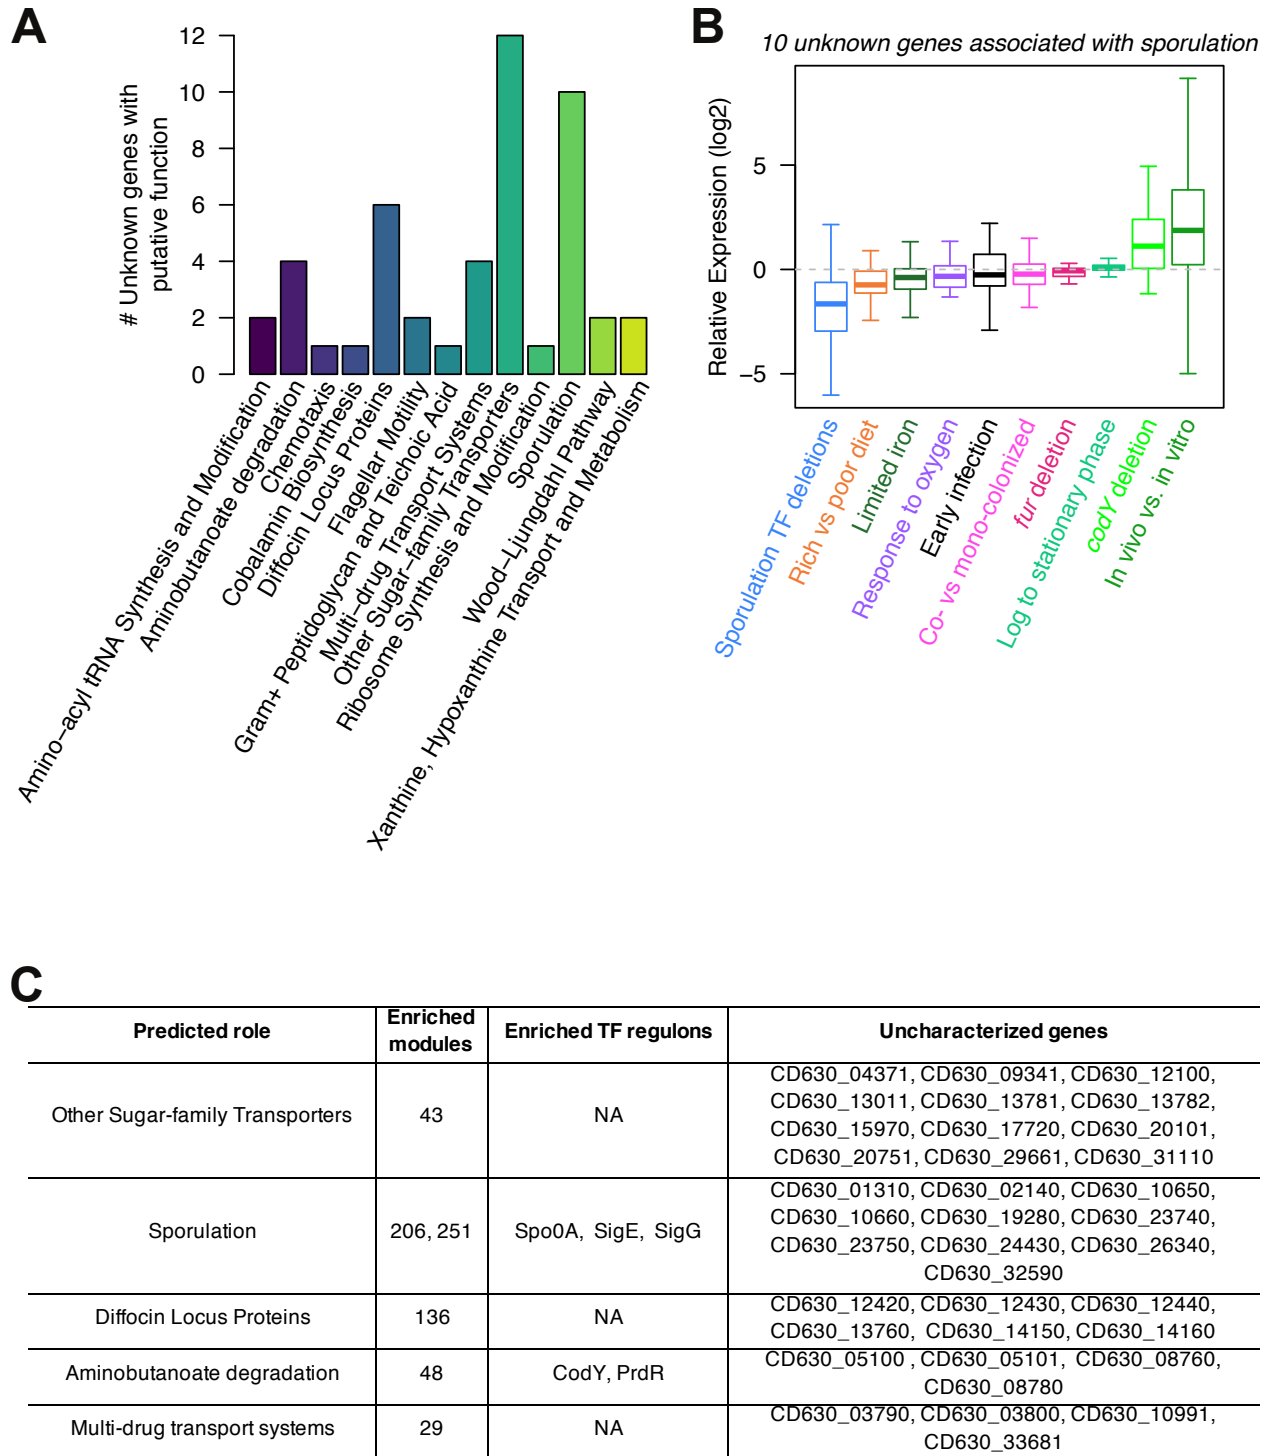 A
# Unknown genes with
putative function
12
10
8
6
4
2
0
Amino−acyl tRNA Synthesis and Modification
Aminobutanoate degradation
Chemotaxis
Cobalamin Biosynthesis
Diffocin Locus Proteins
Flagellar Motility
Gram+ Peptidoglycan and Teichoic Acid
Multi−drug Transport Systems
Other Sugar−family Transporters
Ribosome Synthesis and Modification
Sporulation
Wood−Ljungdahl Pathway
Xanthine, Hypoxanthine Transport and Metabolism
B
10 unknown genes associated with sporulation
Relative Expression (log2)
5
0
−5
Sporulation TF deletions
Rich vs poor diet
Limited iron
Response to oxygen
Early infection
Co- vs mono-colonized
fur deletion
Log to stationary phase
codY deletion
In vivo vs. in vitro
C
Predicted role
Enriched
modules
Enriched TF regulons
Uncharacterized genes
Other Sugar-family Transporters
43
NA
CD630_04371, CD630_09341, CD630_12100,
CD630_13011, CD630_13781, CD630_13782,
CD630_15970, CD630_17720, CD630_20101,
CD630_20751, CD630_29661, CD630_31110
Sporulation
206, 251
Spo0A, SigE, SigG
CD630_01310, CD630_02140, CD630_10650,
CD630_10660, CD630_19280, CD630_23740,
CD630_23750, CD630_24430, CD630_26340,
CD630_32590
Diffocin Locus Proteins
136
NA
CD630_12420, CD630_12430, CD630_12440,
CD630_13760, CD630_14150, CD630_14160
Aminobutanoate degradation
48
CodY, PrdR
CD630_05100 , CD630_05101, CD630_08760,
CD630_08780
Multi-drug transport systems
29
NA
CD630_03790, CD630_03800, CD630_10991,
CD630_33681